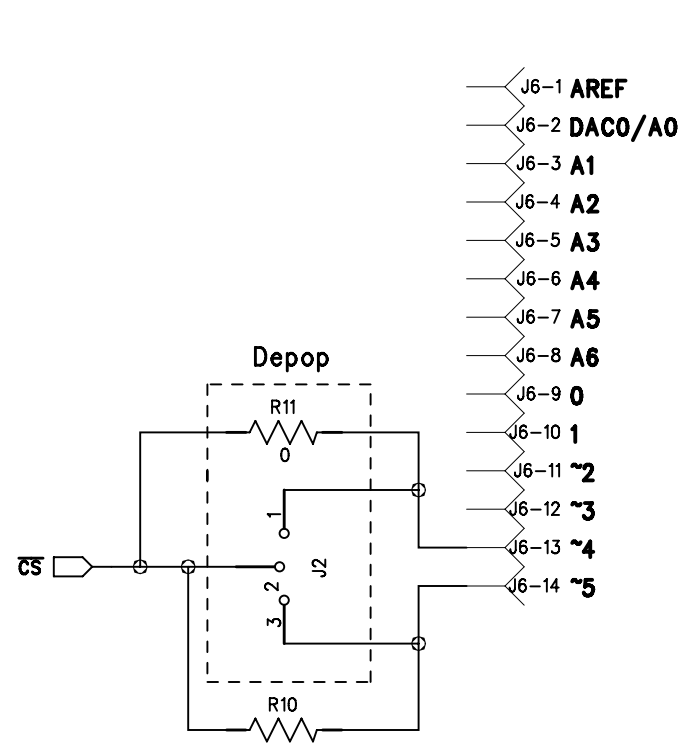 J6-1 AREF
J6-2 DAC0/A0
J6-3 A1
J6-4 A2
J6-5 A3
J6-6 A4
J6-7 A5
J6-8 A6
J6-9 0
J6-10 1
J6-11 ~2
J6-12 ~3
J6-13 ~4
J6-14 ~5
Depop
R11
0
1
CS
J2
2
3
R10